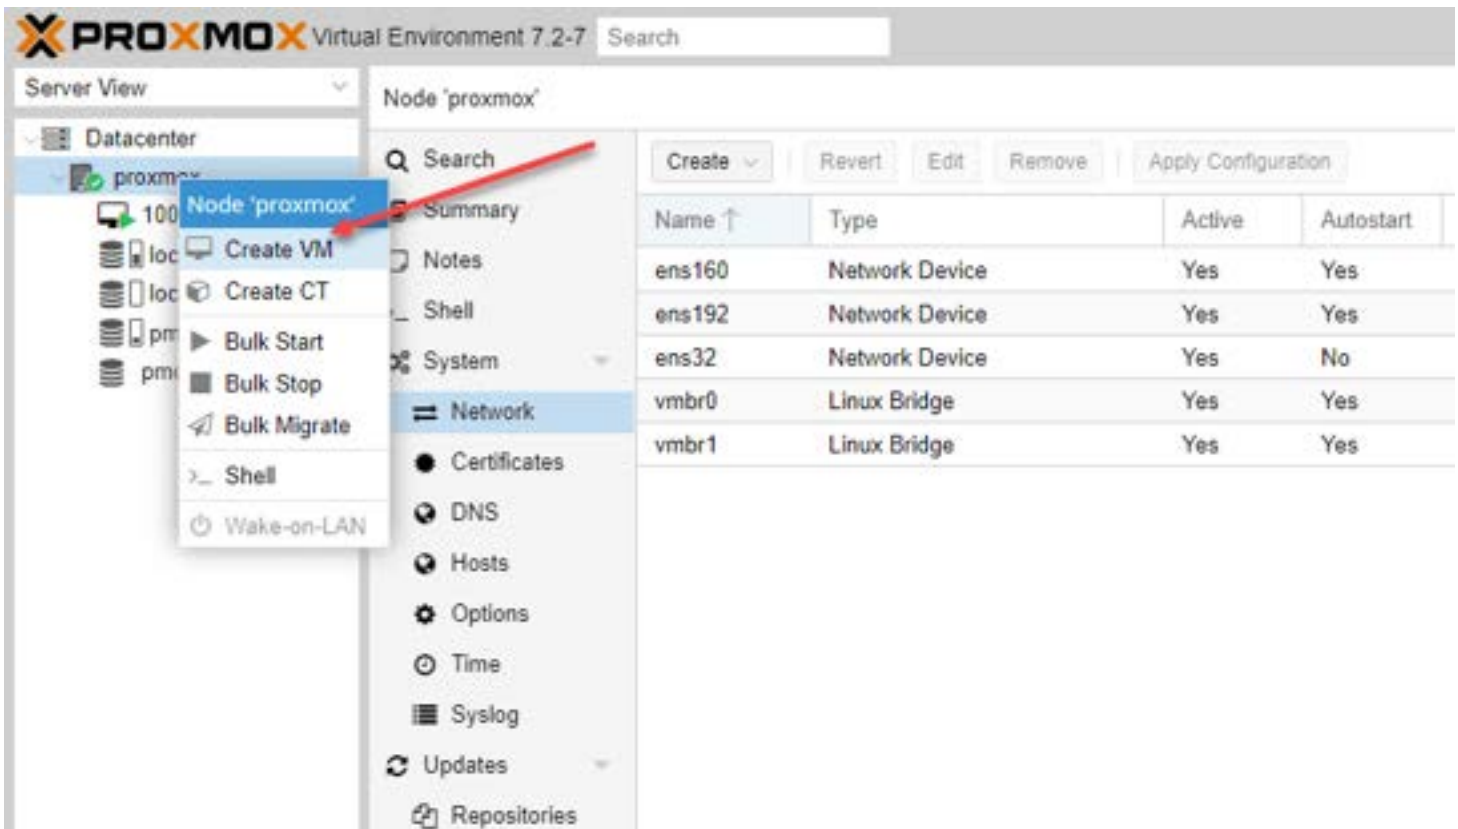 PROXMOX Virtual Environment 7.2-7 Search
Server View
Datacenter
proxmox
100
loc
loc
Node 'proxmox'
Create VM
Create CT
Bulk Start
Bulk Stop
Bulk Migrate
Shell
Wake-on-LAN
Node 'proxmox'
Search
Summary
Notes
Shell
System
Network
Certificates
DNS
Hosts
Options
Time
Syslog
Updates
Repositories
Create Revert Edit Remove Apply Configuration
Name Type Active Autostart
ens160 Network Device Yes Yes
ens192 Network Device Yes Yes
ens32 Network Device Yes No
vmbr0 Linux Bridge Yes Yes
vmbr1 Linux Bridge Yes Yes